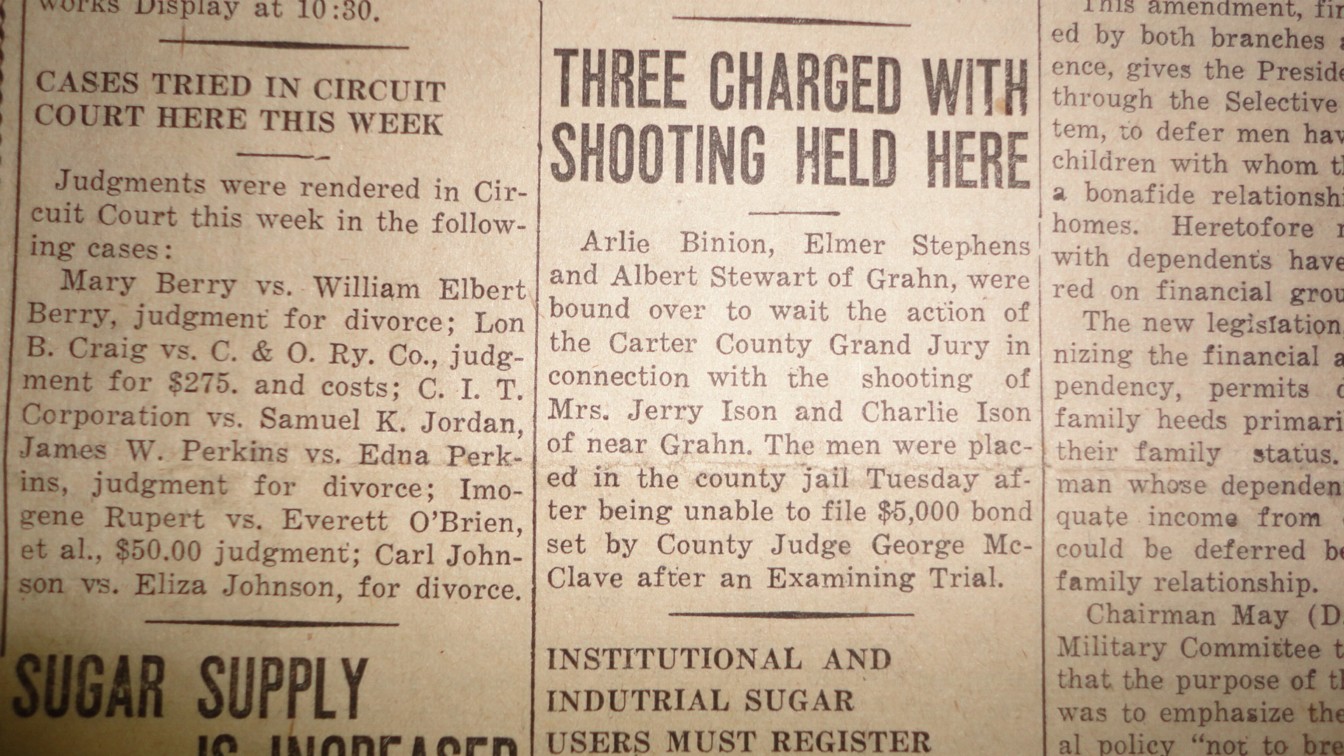 works Display at 10:30.
CASES TRIED IN CIRCUIT
COURT HERE THIS WEEK
Judgments were rendered in Cir-
cuit Court this week in the follow-
ing cases:
Mary Berry vs. William Elbert
Berry, judgment for divorce; Lon
B. Craig vs. C. & O. Ry. Co., judg-
ment for $275. and costs; C. I. T.
Corporation vs. Samuel K. Jordan,
James W. Perkins vs. Edna Perk-
ins, judgment for divorce; Imo-
gene Rupert vs. Everett O'Brien,
et al., $50.00 judgment; Carl John-
son vs. Eliza Johnson, for divorce.
SUGAR SUPPLY
IS INCREASED
THREE CHARGED WITH
SHOOTING HELD HERE
Arlie Binion, Elmer Stephens
and Albert Stewart of Grahn, were
bound over to wait the action of
the Carter County Grand Jury in
connection with the shooting of
Mrs. Jerry Ison and Charlie Ison
of near Grahn. The men were plac-
ed in the county jail Tuesday af-
ter being unable to file $5,000 bond
set by County Judge George Mc-
Clave after an Examining Trial.
INSTITUTIONAL AND
INDUTRIAL SUGAR
USERS MUST REGISTER
This amendment,
ed by both branches
ence, gives the
through the Selective
tem, to defer men
children with whom
a bonafide
homes. Heretofore
with dependents have
red on financial
The new legislation
nizing the financial
pendency, permits
family heeds
their family status.
man whose
quate income from
could be deferred
family relationship.
Chairman May (D.
Military Committee
that the purpose of
was to emphasize the
al policy "not to